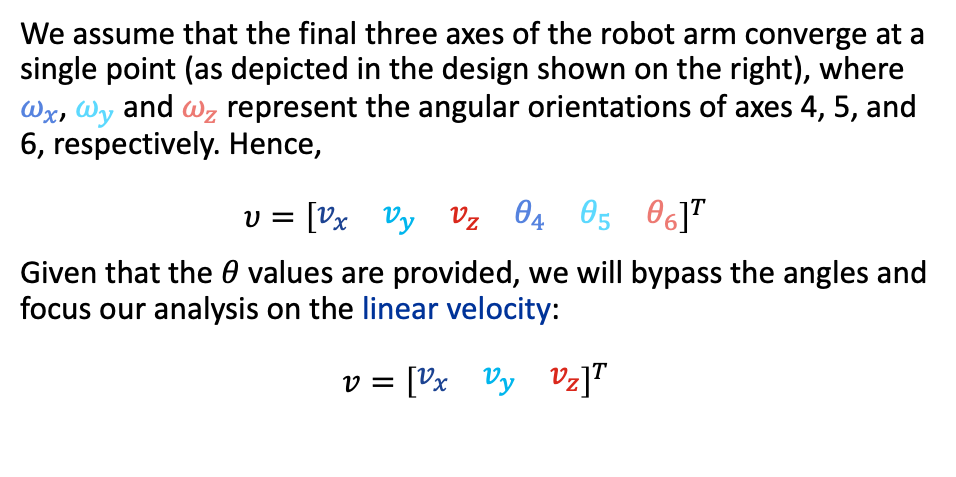 We assume that the final three axes of the robot arm converge at a
single point (as depicted in the design shown on the right), where
ωx, ωy and ωz represent the angular orientations of axes 4, 5, and
6, respectively. Hence,
υ = [vx vy vz θ4 θ5 θ6]T
Given that the θ values are provided, we will bypass the angles and
focus our analysis on the linear velocity:
v = [vx vy vz]T